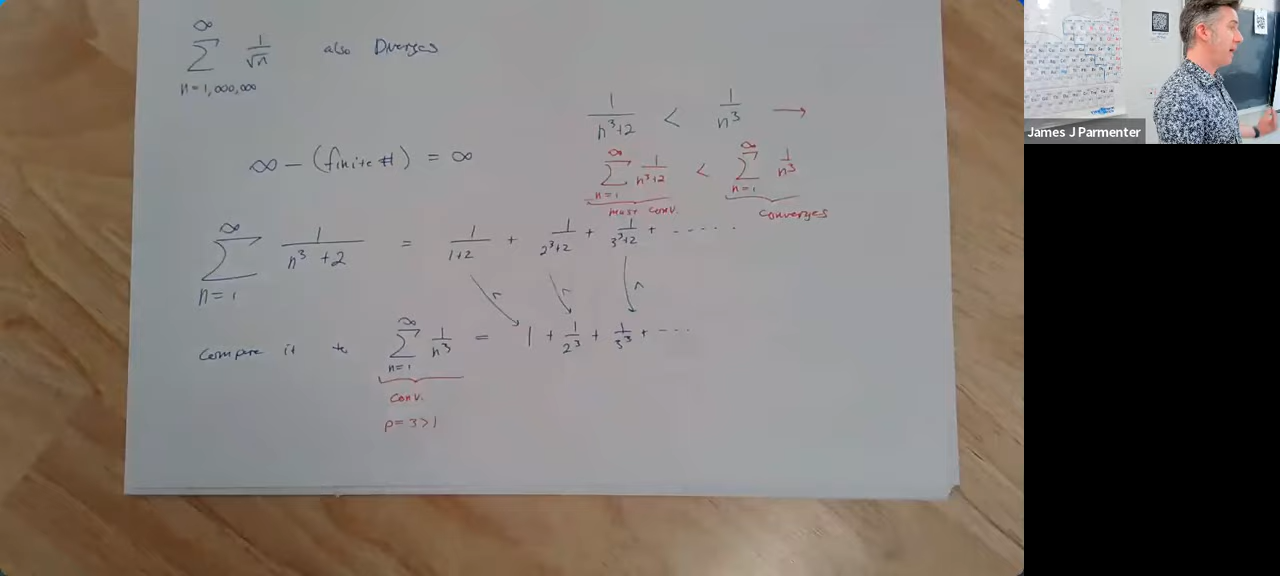 ∞
∑ 1/√n also Diverges
n=1,000,000
1/(n³+2) < 1/n³ →
∞ − (finite #) = ∞
∞ ∑ n=1 1/(n³+2) < ∞ ∑ n=1 1/n³
must conv. converges
∞ ∑ n=1 1/(n³+2) = 1/(1+2) + 1/(2³+2) + 1/(3³+2) + ......
Compare it to ∞ ∑ n=1 1/n³ = 1 + 1/2³ + 1/3³ + ...
conv.
p=3>1
James J Parmenter